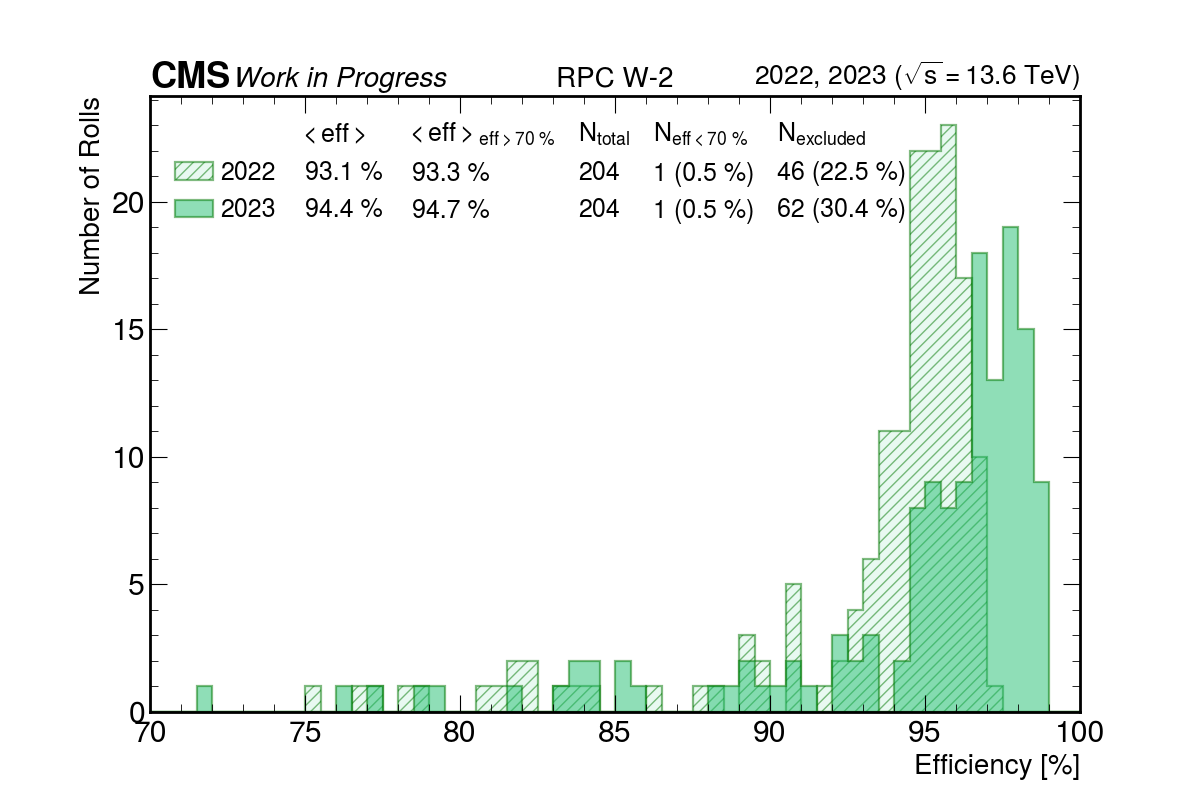 CMS Work in Progress RPC W-2 2022, 2023 (√s = 13.6 TeV)
< eff > < eff > eff > 70 % Ntotal Neff < 70 % Nexcluded
2022 93.1 % 93.3 % 204 1 (0.5 %) 46 (22.5 %)
2023 94.4 % 94.7 % 204 1 (0.5 %) 62 (30.4 %)
Number of Rolls
20
15
10
5
0
70 75 80 85 90 95 100
Efficiency [%]